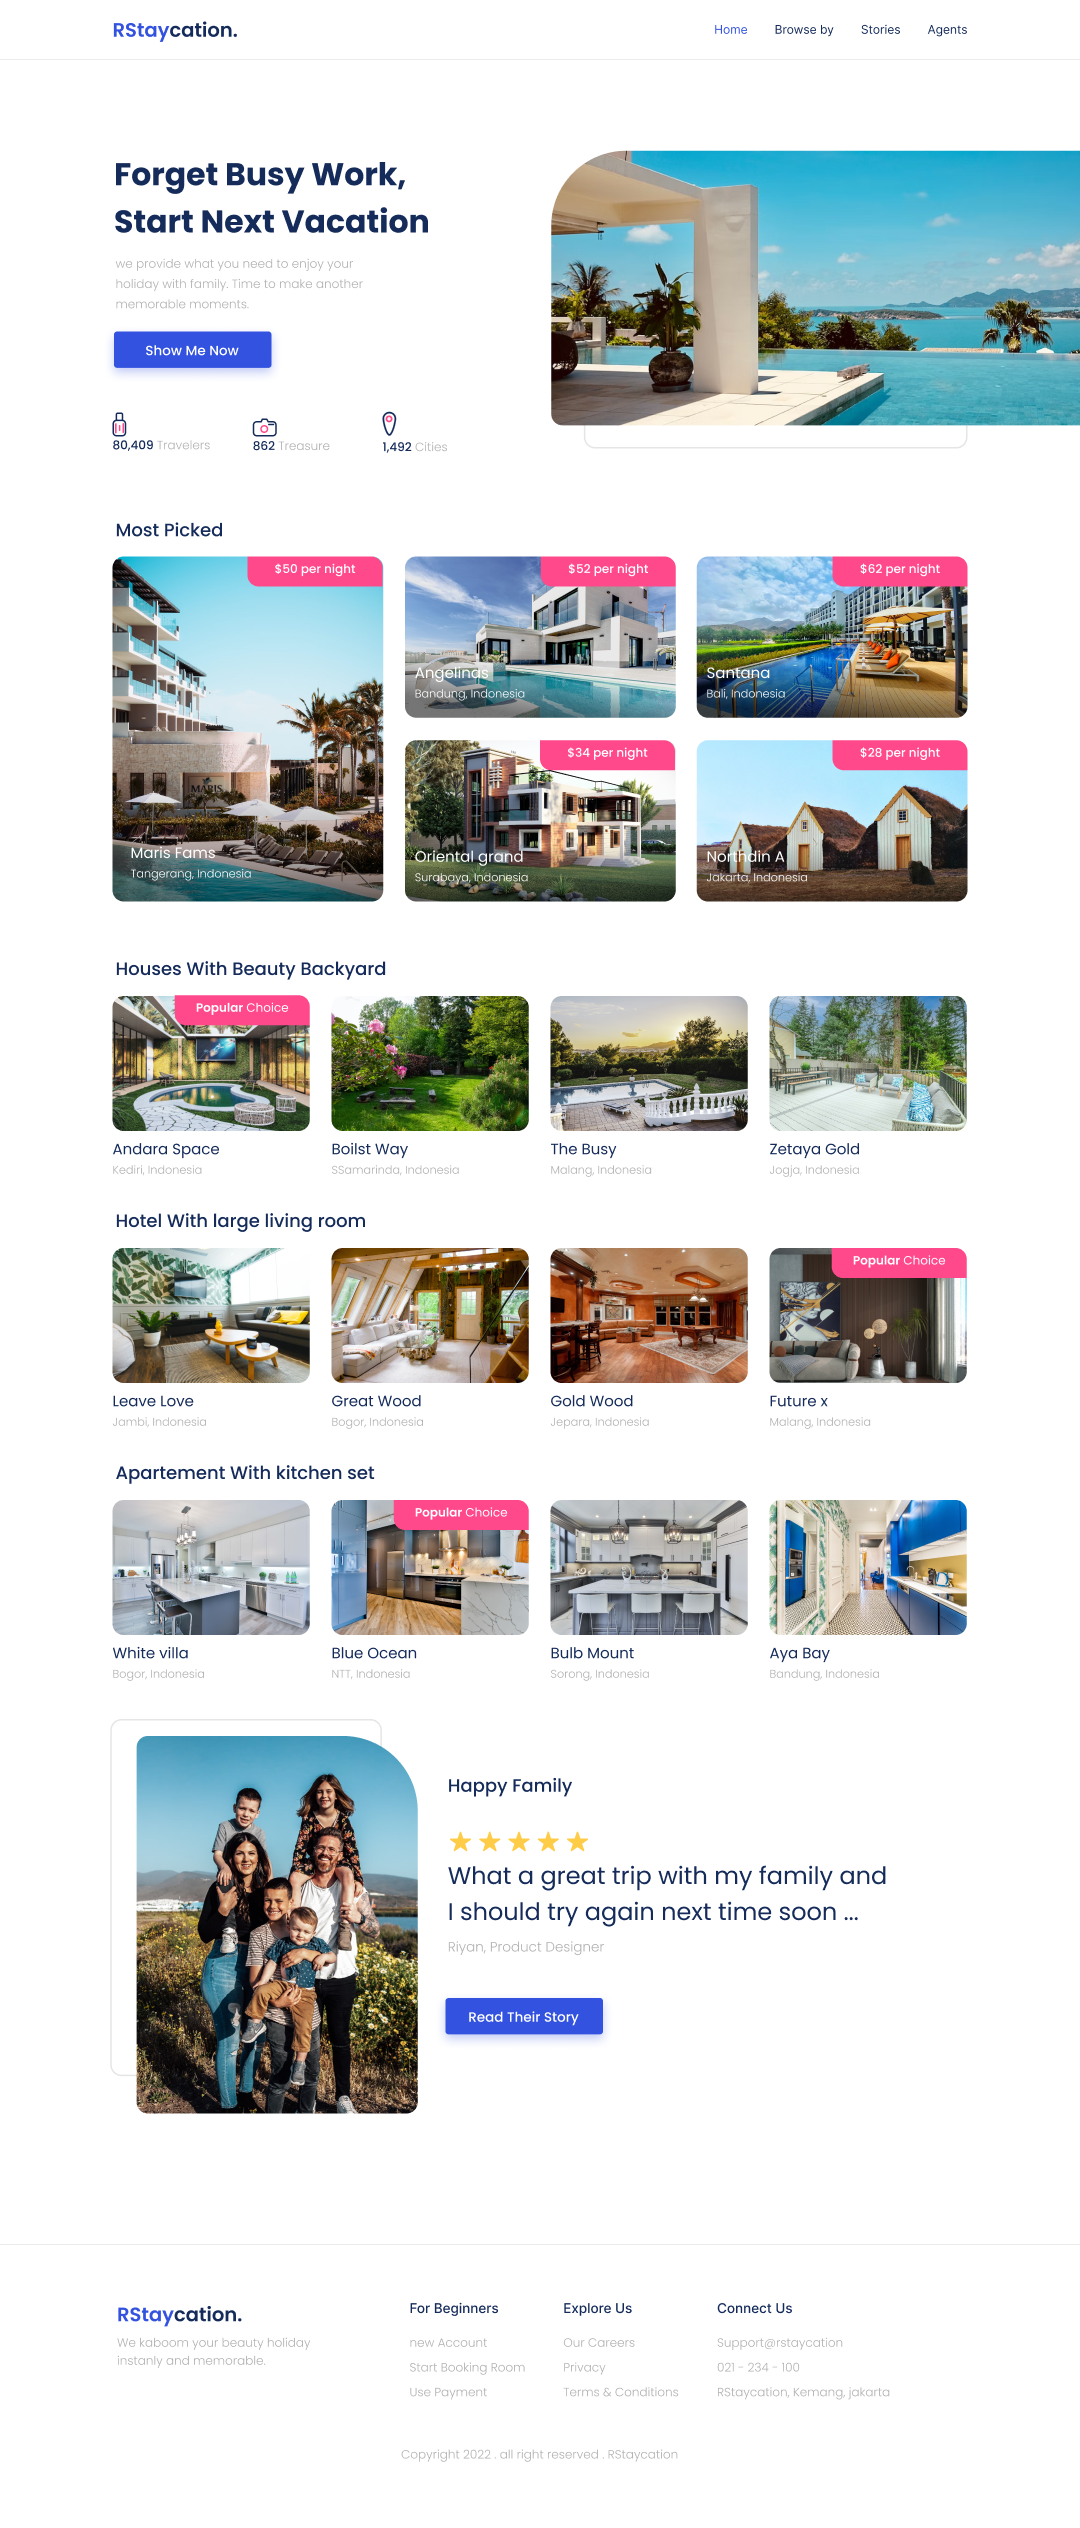 RStaycation.
Home Browse by Stories Agents
Forget Busy Work,
Start Next Vacation
we provide what you need to enjoy your
holiday with family. Time to make another
memorable moments.
Show Me Now
80,409 Travelers
862 Treasure
1,492 Cities
Most Picked
$50 per night
MARIS
Maris Fams
Tangerang, Indonesia
$52 per night
Angelinas
Bandung, Indonesia
$62 per night
Santana
Bali, Indonesia
$34 per night
Oriental grand
Surabaya, Indonesia
$28 per night
Northdin A
Jakarta, Indonesia
Houses With Beauty Backyard
Popular Choice
Andara Space
Kediri, Indonesia
Boilst Way
SSamarinda, Indonesia
The Busy
Malang, Indonesia
Zetaya Gold
Jogja, Indonesia
Hotel With large living room
Leave Love
Jambi, Indonesia
Great Wood
Bogor, Indonesia
Gold Wood
Jepara, Indonesia
Popular Choice
Future x
Malang, Indonesia
Apartement With kitchen set
White villa
Bogor, Indonesia
Popular Choice
Blue Ocean
NTT, Indonesia
Bulb Mount
Sorong, Indonesia
Aya Bay
Bandung, Indonesia
Happy Family
What a great trip with my family and
I should try again next time soon ...
Riyan, Product Designer
Read Their Story
RStaycation.
We kaboom your beauty holiday
instanly and memorable.
For Beginners
new Account
Start Booking Room
Use Payment
Explore Us
Our Careers
Privacy
Terms & Conditions
Connect Us
Support@rstaycation
021 - 234 - 100
RStaycation, Kemang, jakarta
Copyright 2022 . all right reserved . RStaycation